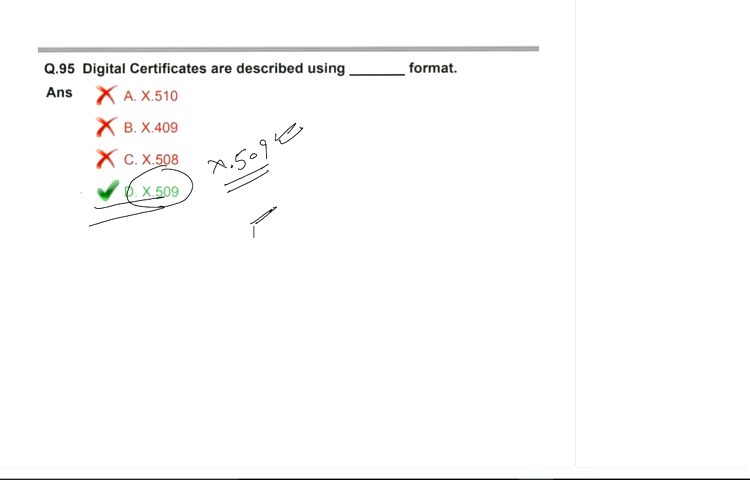 Q.95 Digital Certificates are described using _______ format.
Ans A. X.510
B. X.409
C. X.508
D. X.509
x.509